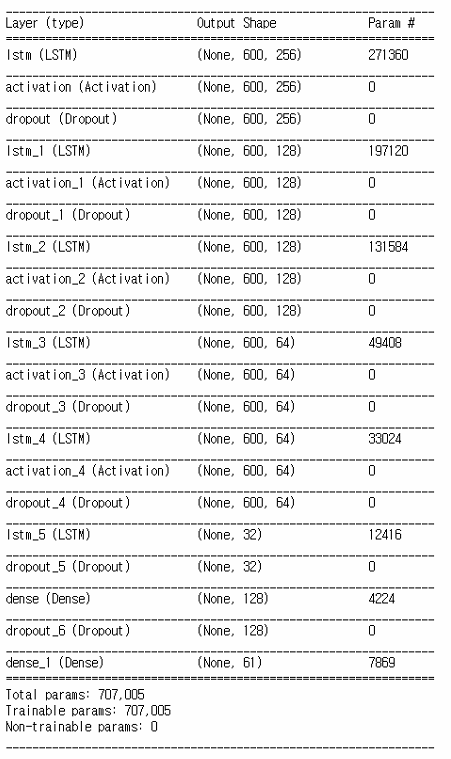 Layer (type) Output Shape Param #
lstm (LSTM) (None, 600, 256) 271360
activation (Activation) (None, 600, 256) 0
dropout (Dropout) (None, 600, 256) 0
lstm_1 (LSTM) (None, 600, 128) 197120
activation_1 (Activation) (None, 600, 128) 0
dropout_1 (Dropout) (None, 600, 128) 0
lstm_2 (LSTM) (None, 600, 128) 131584
activation_2 (Activation) (None, 600, 128) 0
dropout_2 (Dropout) (None, 600, 128) 0
lstm_3 (LSTM) (None, 600, 64) 49408
activation_3 (Activation) (None, 600, 64) 0
dropout_3 (Dropout) (None, 600, 64) 0
lstm_4 (LSTM) (None, 600, 64) 33024
activation_4 (Activation) (None, 600, 64) 0
dropout_4 (Dropout) (None, 600, 64) 0
lstm_5 (LSTM) (None, 32) 12416
dropout_5 (Dropout) (None, 32) 0
dense (Dense) (None, 128) 4224
dropout_6 (Dropout) (None, 128) 0
dense_1 (Dense) (None, 61) 7869
Total params: 707,005
Trainable params: 707,005
Non-trainable params: 0